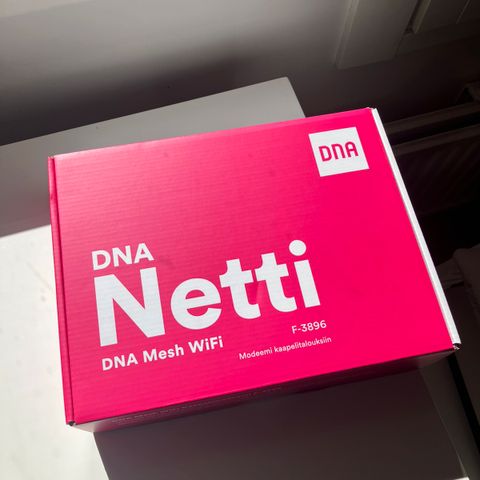 DNA
DNA
Netti
DNA Mesh WiFi
F-3896
Modeemi kaapelitalouksiin